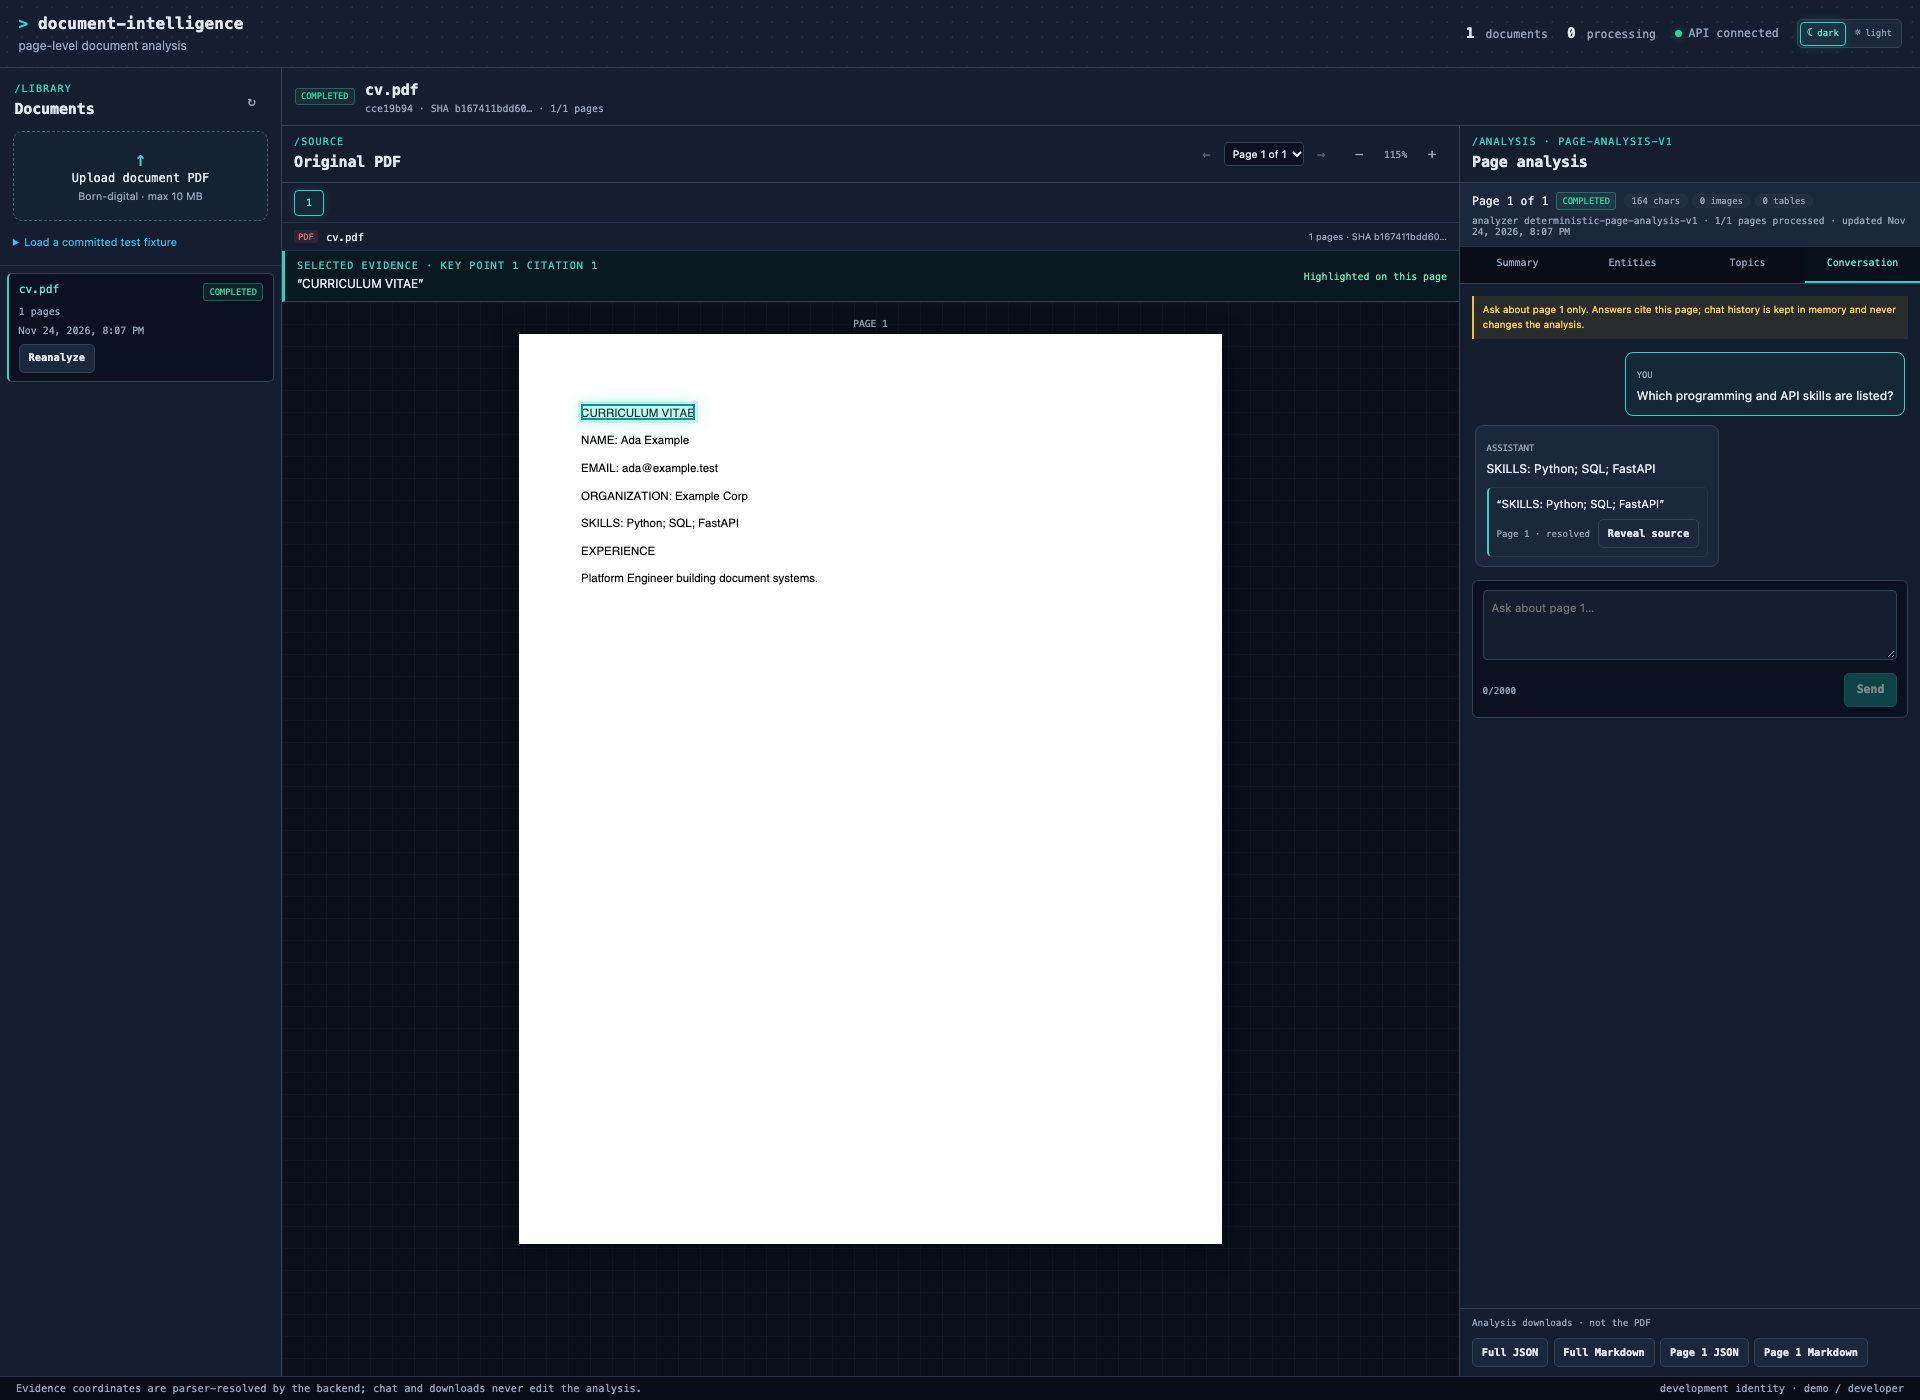 > document-intelligence
page-level document analysis
1 documents 0 processing API connected ☾ dark ☼ light
/LIBRARY
Documents
↻
↑
Upload document PDF
Born-digital · max 10 MB
▶ Load a committed test fixture
cv.pdf COMPLETED
1 pages
Nov 24, 2026, 8:07 PM
Reanalyze
COMPLETED cv.pdf
cce19b94 · SHA b167411bdd60… · 1/1 pages
/SOURCE
Original PDF
← Page 1 of 1 → − 115% +
1
PDF cv.pdf 1 pages · SHA b167411bdd60…
SELECTED EVIDENCE · KEY POINT 1 CITATION 1
"CURRICULUM VITAE"
Highlighted on this page
PAGE 1
CURRICULUM VITAE
NAME: Ada Example
EMAIL: ada@example.test
ORGANIZATION: Example Corp
SKILLS: Python; SQL; FastAPI
EXPERIENCE
Platform Engineer building document systems.
/ANALYSIS · PAGE-ANALYSIS-V1
Page analysis
Page 1 of 1 COMPLETED 164 chars 0 images 0 tables
analyzer deterministic-page-analysis-v1 · 1/1 pages processed · updated Nov
24, 2026, 8:07 PM
Summary Entities Topics Conversation
Ask about page 1 only. Answers cite this page; chat history is kept in memory and never
changes the analysis.
YOU
Which programming and API skills are listed?
ASSISTANT
SKILLS: Python; SQL; FastAPI
“SKILLS: Python; SQL; FastAPI”
Page 1 · resolved Reveal source
Ask about page 1…
0/2000 Send
Analysis downloads · not the PDF
Full JSON Full Markdown Page 1 JSON Page 1 Markdown
Evidence coordinates are parser-resolved by the backend; chat and downloads never edit the analysis.
development identity · demo / developer